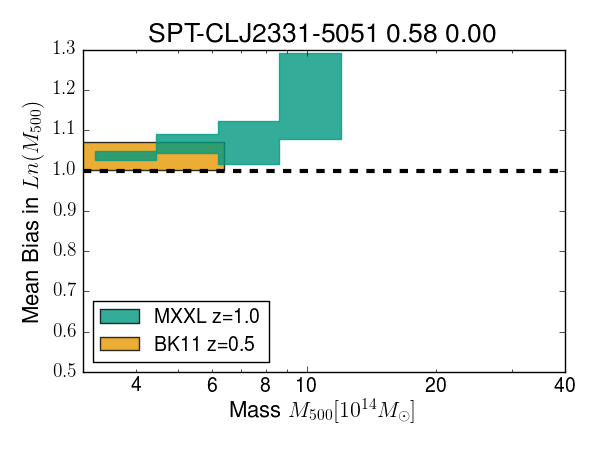 SPT-CLJ2331-5051 0.58 0.00
1.3
1.2
1.1
1.0
0.9
0.8
0.7
0.6
0.5
Mean Bias in Ln(M500)
MXXL z=1.0
BK11 z=0.5
4 6 8 10 20 40
Mass M500[10^14 M⊙]